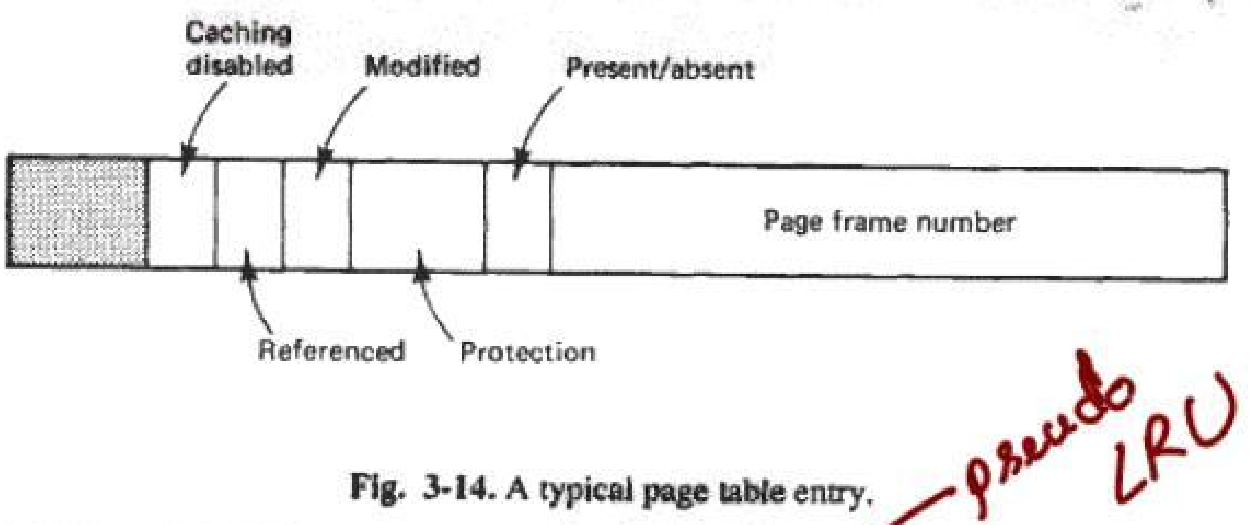 Caching
disabled
Modified
Present/absent
Page frame number
Referenced
Protection
Fig. 3-14. A typical page table entry.
pseudo
LRU